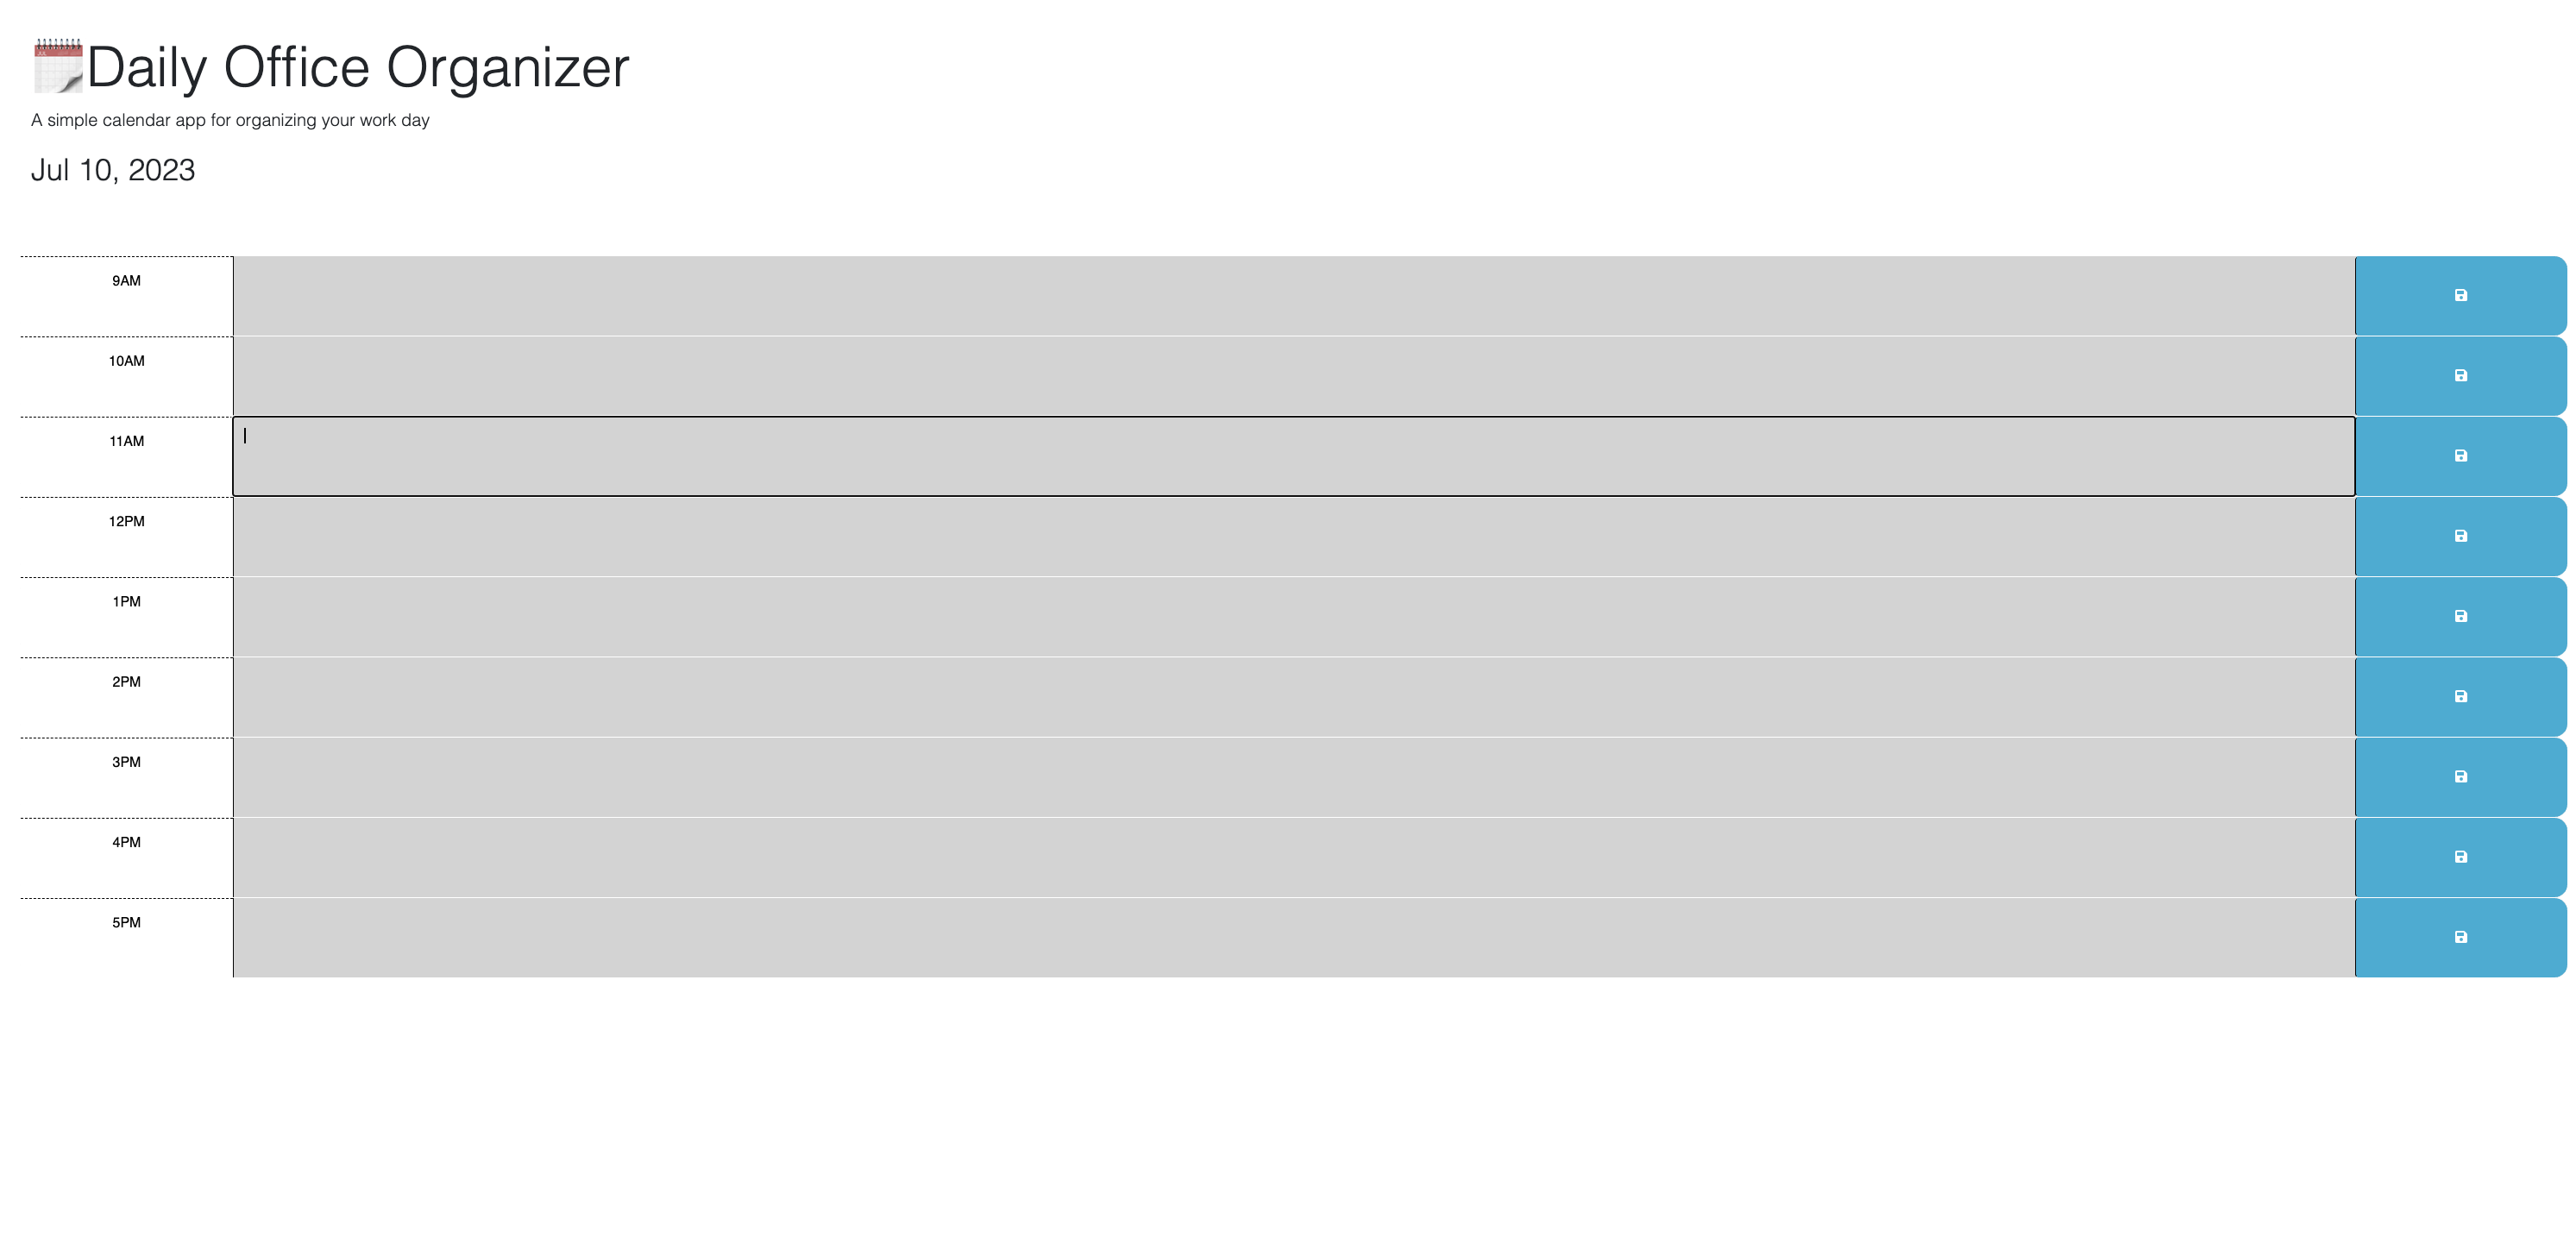 Daily Office Organizer
A simple calendar app for organizing your work day
Jul 10, 2023
9AM
10AM
11AM
12PM
1PM
2PM
3PM
4PM
5PM